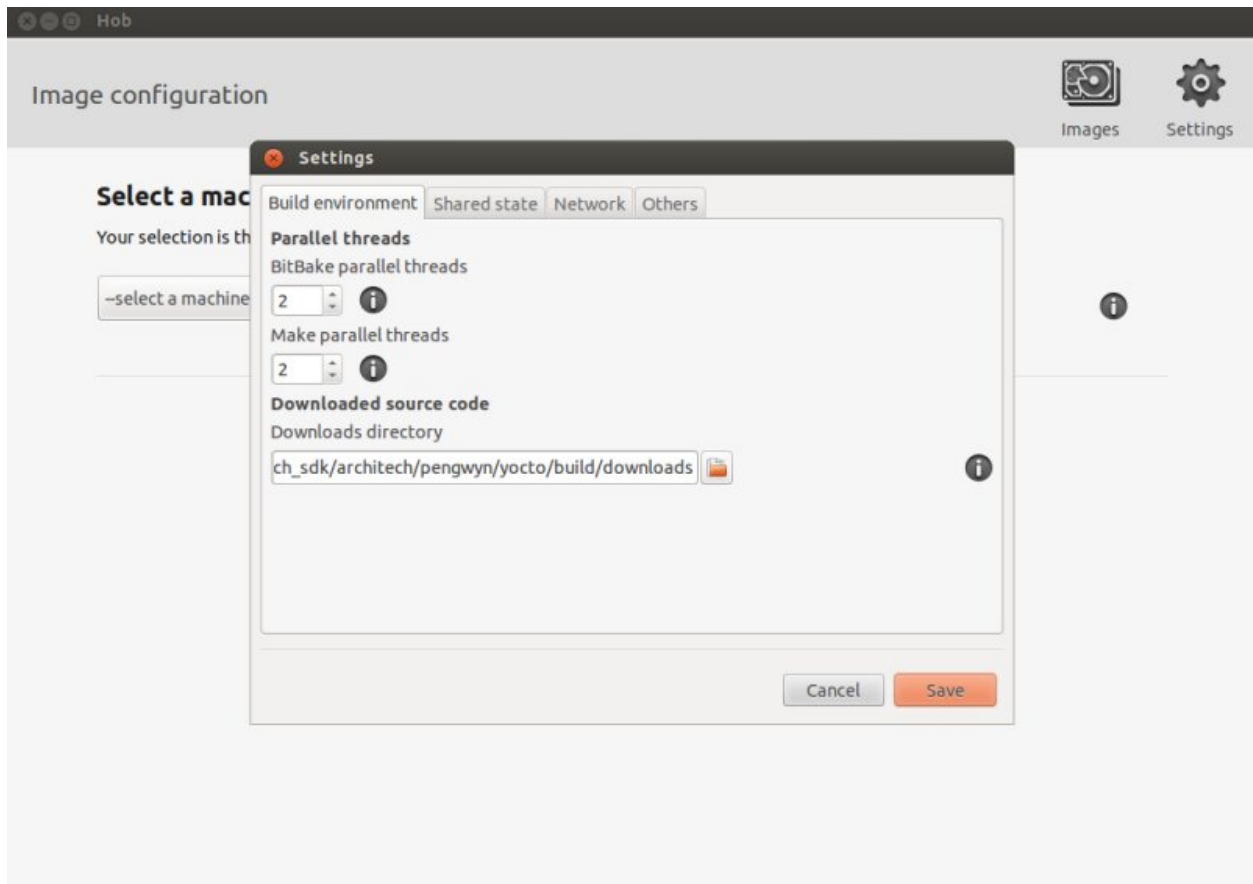 Hob
Image configuration
Images
Settings
Settings
Select a mac
Build environment Shared state Network Others
Your selection is th
Parallel threads
BitBake parallel threads
–select a machine
2
Make parallel threads
2
Downloaded source code
Downloads directory
ch_sdk/architech/pengwyn/yocto/build/downloads
Cancel Save